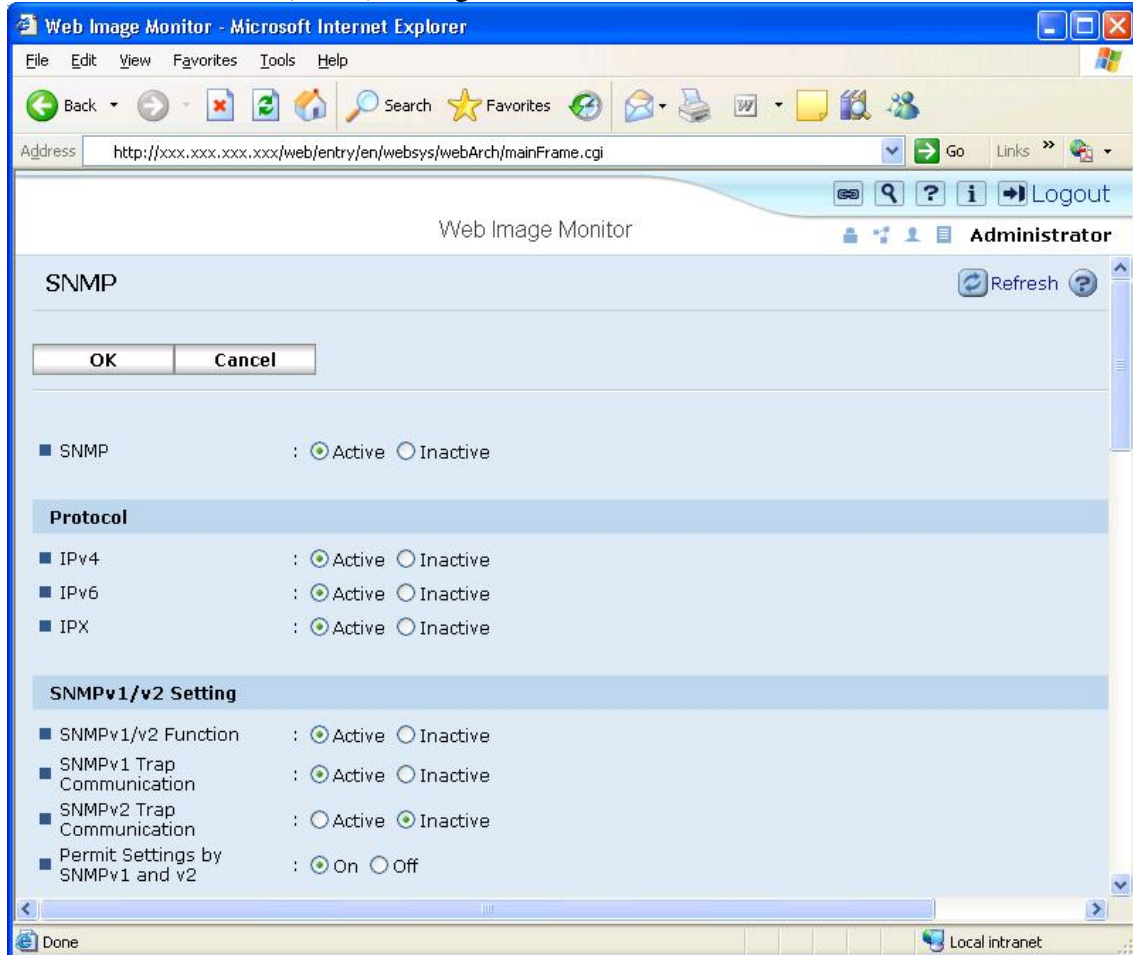 Web Image Monitor - Microsoft Internet Explorer
File Edit View Favorites Tools Help
Back Search Favorites
Address http://xxx.xxx.xxx.xxx/web/entry/en/websys/webArch/mainFrame.cgi Go Links »
Logout
Web Image Monitor Administrator
SNMP Refresh
OK Cancel
SNMP : Active Inactive
Protocol
IPv4 : Active Inactive
IPv6 : Active Inactive
IPX : Active Inactive
SNMPv1/v2 Setting
SNMPv1/v2 Function : Active Inactive
SNMPv1 Trap
Communication : Active Inactive
SNMPv2 Trap
Communication : Active Inactive
Permit Settings by
SNMPv1 and v2 : On Off
Done Local intranet